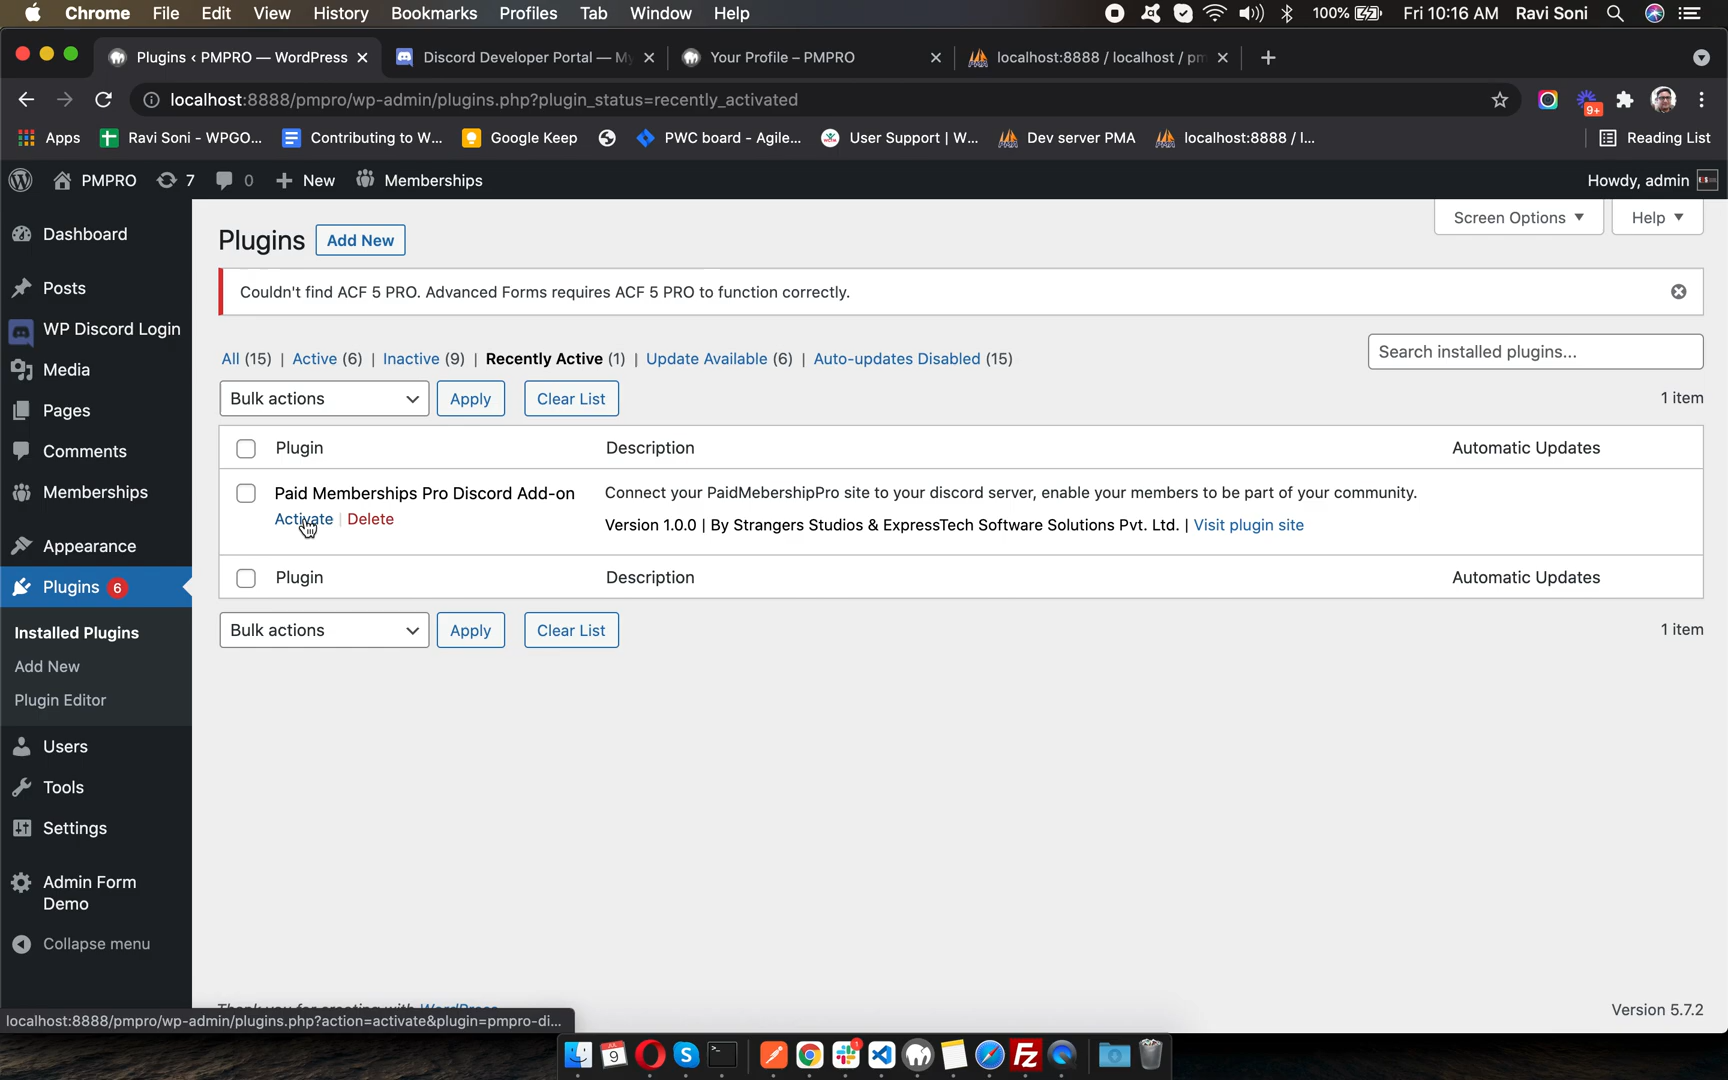 Chrome File Edit View History Bookmarks Profiles Tab Window Help 100% Fri 10:16 AM Ravi Soni
Plugins ‹ PMPRO — WordPress Discord Developer Portal — My Your Profile – PMPRO localhost:8888 / localhost / pm
localhost:8888/pmpro/wp-admin/plugins.php?plugin_status=recently_activated 9+
Apps Ravi Soni - WPGO... Contributing to W... Google Keep PWC board - Agile... User Support | W... Dev server PMA localhost:8888 / l... Reading List
PMPRO 7 0 New Memberships Howdy, admin
Screen Options Help
Dashboard
Posts
WP Discord Login
Media
Pages
Comments
Memberships
Appearance
Plugins 6
Installed Plugins
Add New
Plugin Editor
Users
Tools
Settings
Admin Form
Demo
Collapse menu
Plugins Add New
Couldn't find ACF 5 PRO. Advanced Forms requires ACF 5 PRO to function correctly.
All (15) | Active (6) | Inactive (9) | Recently Active (1) | Update Available (6) | Auto-updates Disabled (15)
Search installed plugins...
Bulk actions Apply Clear List 1 item
Plugin Description Automatic Updates
Paid Memberships Pro Discord Add-on Connect your PaidMebershipPro site to your discord server, enable your members to be part of your community.
Activate | Delete Version 1.0.0 | By Strangers Studios & ExpressTech Software Solutions Pvt. Ltd. | Visit plugin site
Plugin Description Automatic Updates
Bulk actions Apply Clear List 1 item
Version 5.7.2
localhost:8888/pmpro/wp-admin/plugins.php?action=activate&plugin=pmpro-di...
9 1